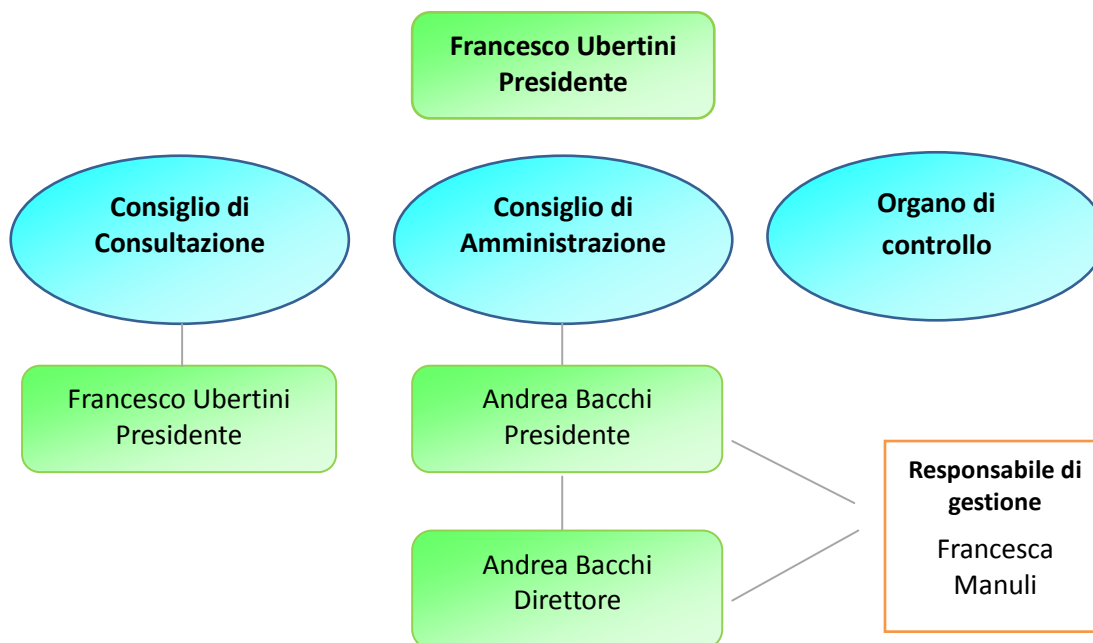 Francesco Ubertini
Presidente
Consiglio di
Consultazione
Consiglio di
Amministrazione
Organo di
controllo
Francesco Ubertini
Presidente
Andrea Bacchi
Presidente
Responsabile di
gestione
Francesca
Manuli
Andrea Bacchi
Direttore